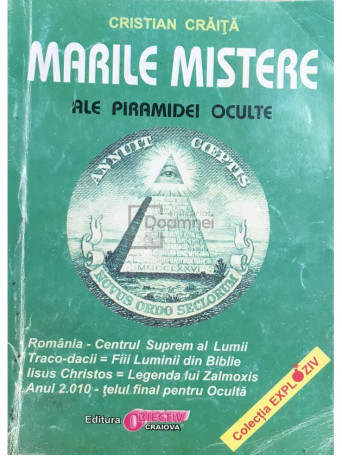 CRISTIAN CRĂIȚĂ
MARILE MISTERE
ALE PIRAMIDEI OCULTE
ANNUIT CŒPTIS
MDCCLXXVI
NOVUS ORDO SECLORUM
România - Centrul Suprem al Lumii
Traco-dacii = Fiii Luminii din Biblie
Iisus Christos = Legenda lui Zalmoxis
Anul 2.010 - țelul final pentru Ocultă
Colecția EXPLOZIV
Editura OBIECTIV
CRAIOVA